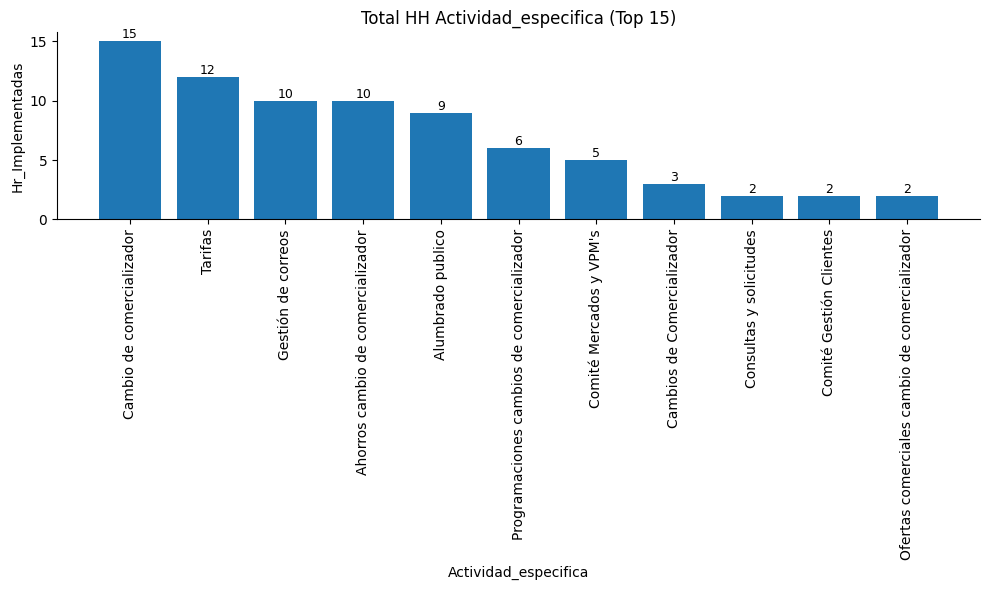 Total HH Actividad_especifica (Top 15)
Hr_Implementadas
15
10
5
0
15
12
10
10
9
6
5
3
2
2
2
Cambio de comercializador
Tarifas
Gestión de correos
Ahorros cambio de comercializador
Alumbrado publico
Programaciones cambios de comercializador
Comité Mercados y VPM's
Cambios de Comercializador
Consultas y solicitudes
Comité Gestión Clientes
Ofertas comerciales cambio de comercializador
Actividad_especifica